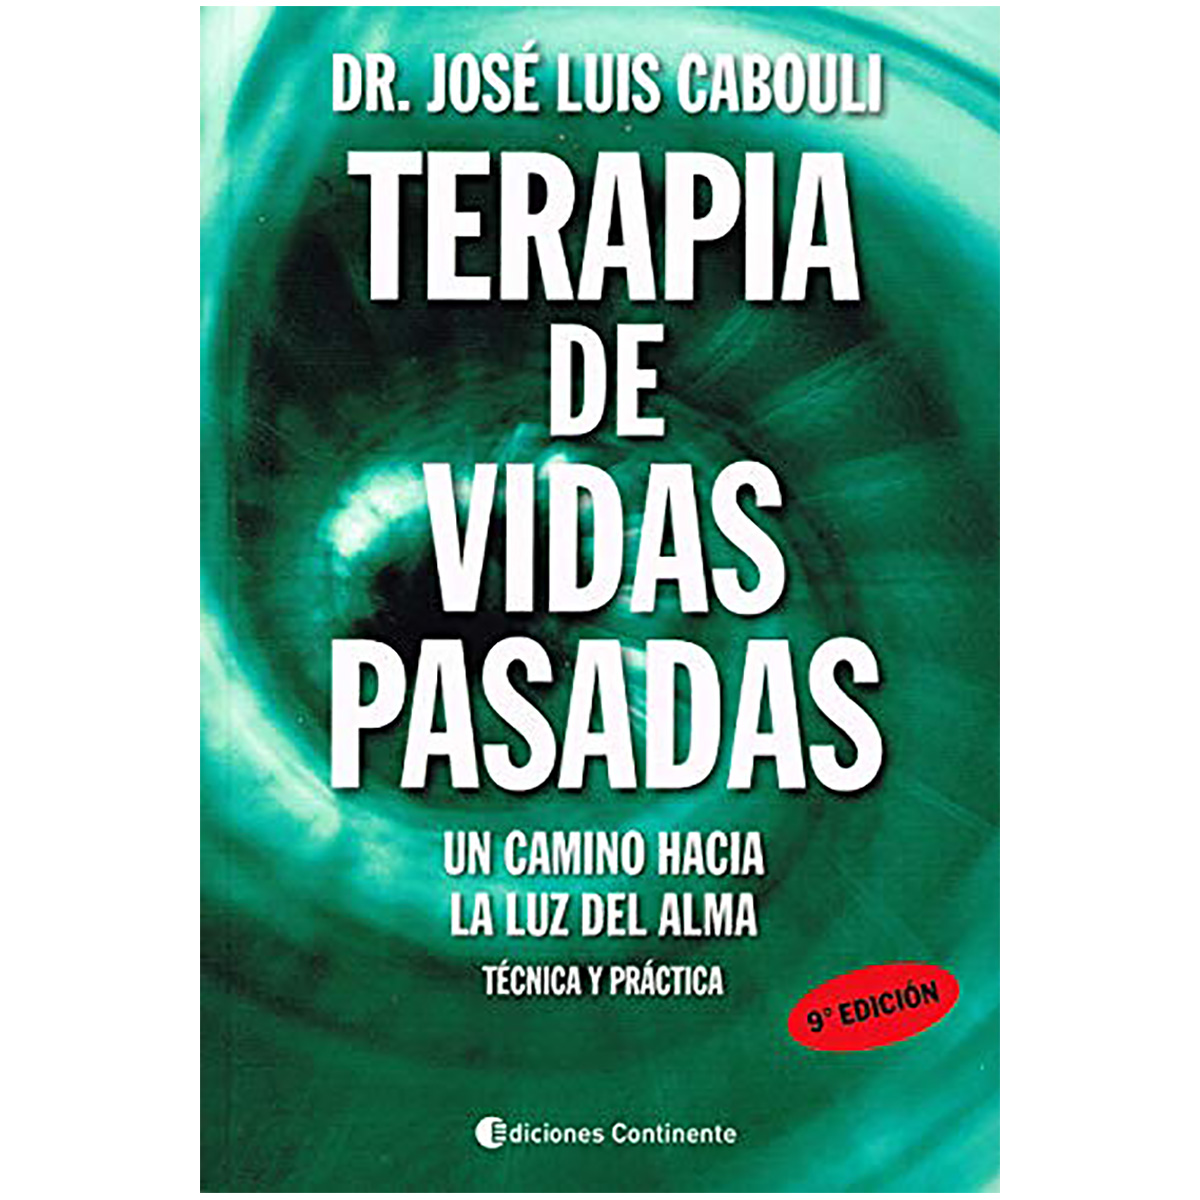 DR. JOSÉ LUIS CABOULI
TERAPIA
DE
VIDAS
PASADAS
UN CAMINO HACIA
LA LUZ DEL ALMA
TÉCNICA Y PRÁCTICA
9° EDICIÓN
Ediciones Continente